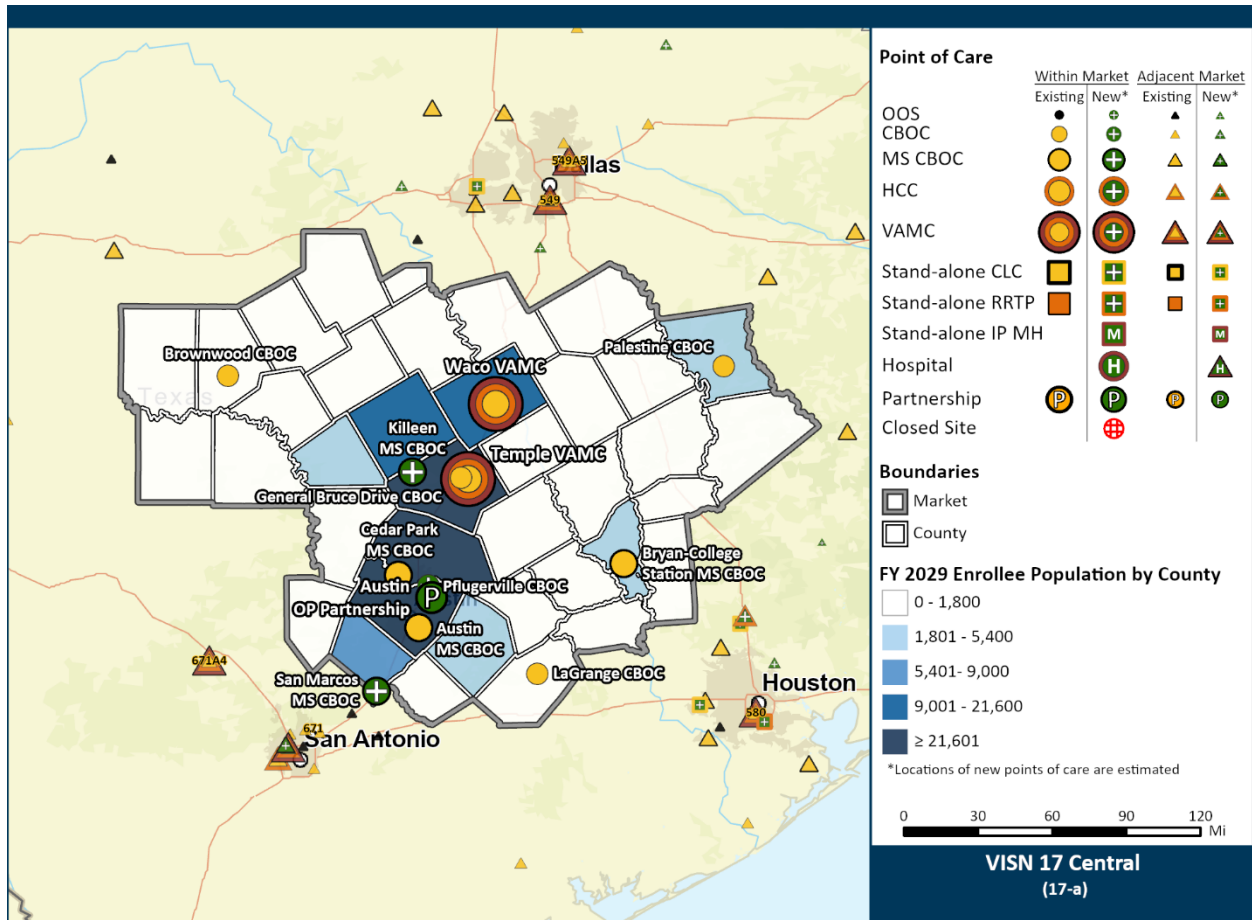 549A5
Dallas
549
Brownwood CBOC
Texas
Waco VAMC
Palestine CBOC
Killeen
MS CBOC
Temple VAMC
General Bruce Drive CBOC
Cedar Park
MS CBOC
Bryan-College
Station MS CBOC
Austin
OP Partnership
Pflugerville CBOC
P
Austin
MS CBOC
671A4
San Marcos
MS CBOC
LaGrange CBOC
Houston
580
671
San Antonio
Point of Care
Within Market Adjacent Market
Existing New* Existing New*
OOS
CBOC
MS CBOC
HCC
VAMC
Stand-alone CLC
Stand-alone RRTP
Stand-alone IP MH M M
Hospital H H
Partnership P P P P
Closed Site
Boundaries
Market
County
FY 2029 Enrollee Population by County
0 - 1,800
1,801 - 5,400
5,401- 9,000
9,001 - 21,600
≥ 21,601
*Locations of new points of care are estimated
0 30 60 90 120
Mi
VISN 17 Central
(17-a)